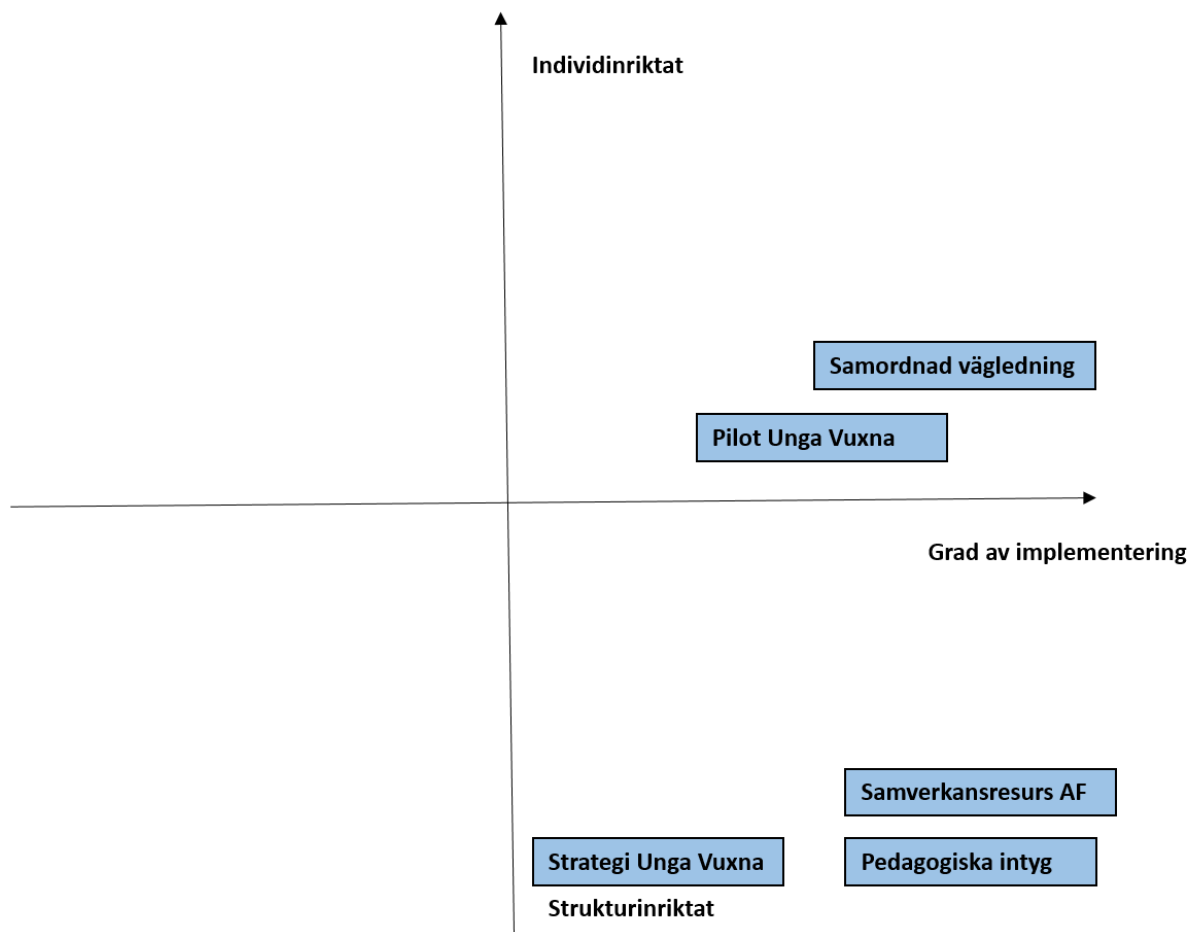 Individinriktat
Samordnad vägledning
Pilot Unga Vuxna
Grad av implementering
Samverkansresurs AF
Strategi Unga Vuxna
Pedagogiska intyg
Strukturinriktat